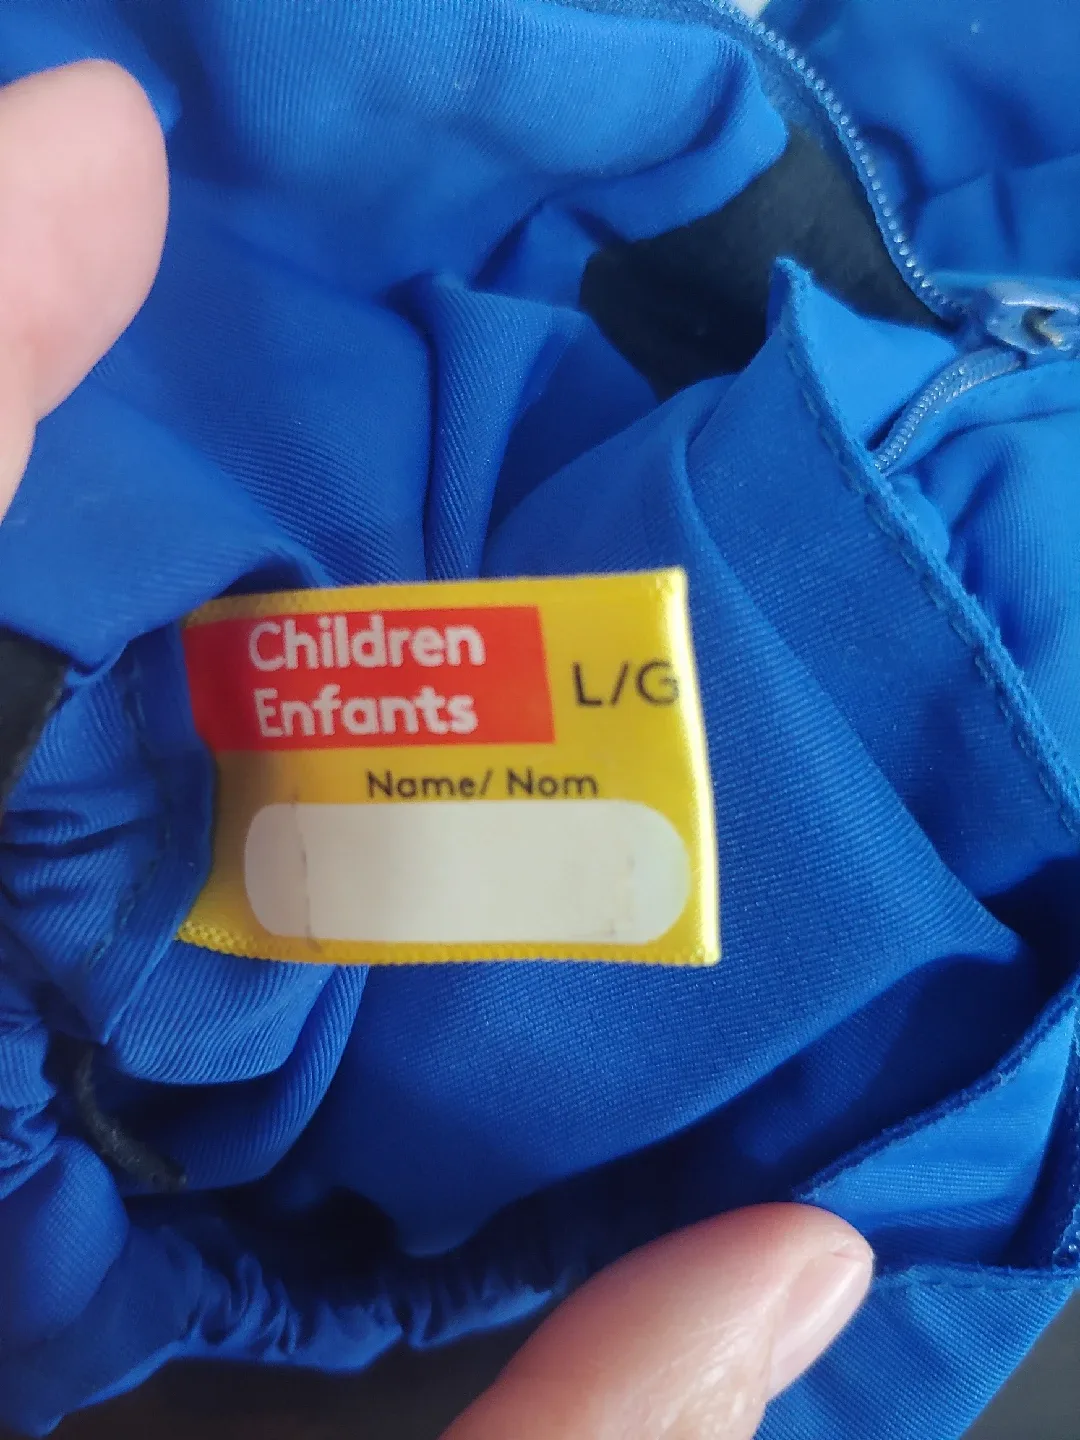 Children
Enfants
L/G
Name/ Nom